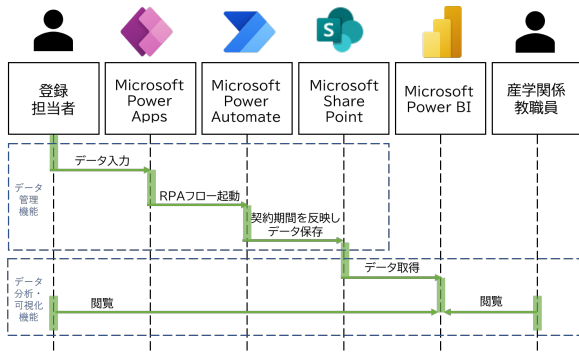 登録
担当者
Microsoft
Power
Apps
Microsoft
Power
Automate
Microsoft
Share
Point
Microsoft
Power BI
産学関係
教職員
データ
管理
機能
データ入力
RPAフロー起動
契約期間を反映し
データ保存
データ取得
データ
分析・
可視化
機能
閲覧
閲覧